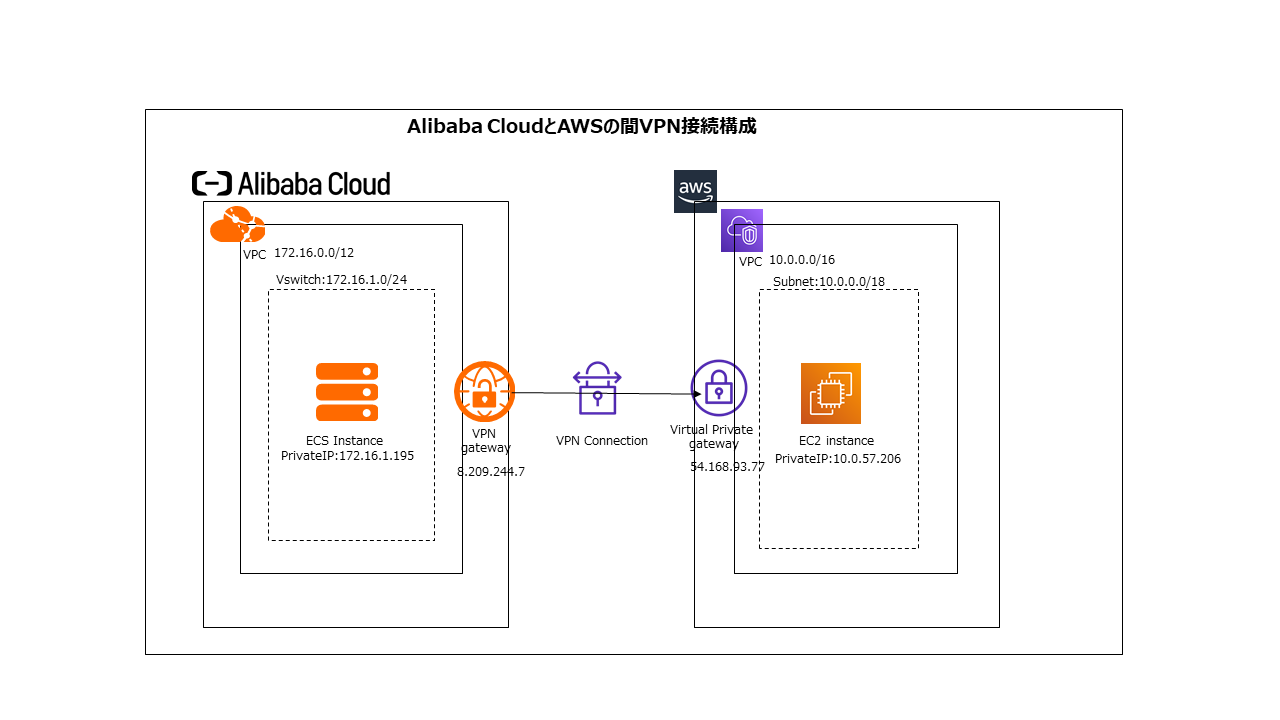 Alibaba CloudとAWSの間VPN接続構成
Alibaba Cloud
aws
VPC 172.16.0.0/12
Vswitch:172.16.1.0/24
VPC 10.0.0.0/16
Subnet:10.0.0.0/18
ECS Instance
PrivateIP:172.16.1.195
VPN
gateway
8.209.244.7
VPN Connection
Virtual Private
gateway
54.168.93.77
EC2 instance
PrivateIP:10.0.57.206